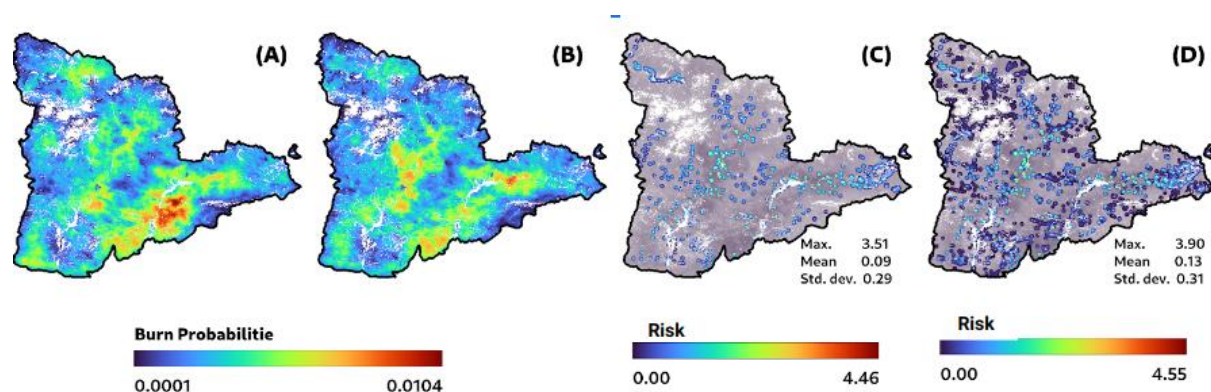 (A)
(B)
(C)
(D)
Max. 3.51
Mean 0.09
Std. dev. 0.29
Max. 3.90
Mean 0.13
Std. dev. 0.31
Burn Probabilitie
0.0001 0.0104
Risk
0.00 4.46
Risk
0.00 4.55